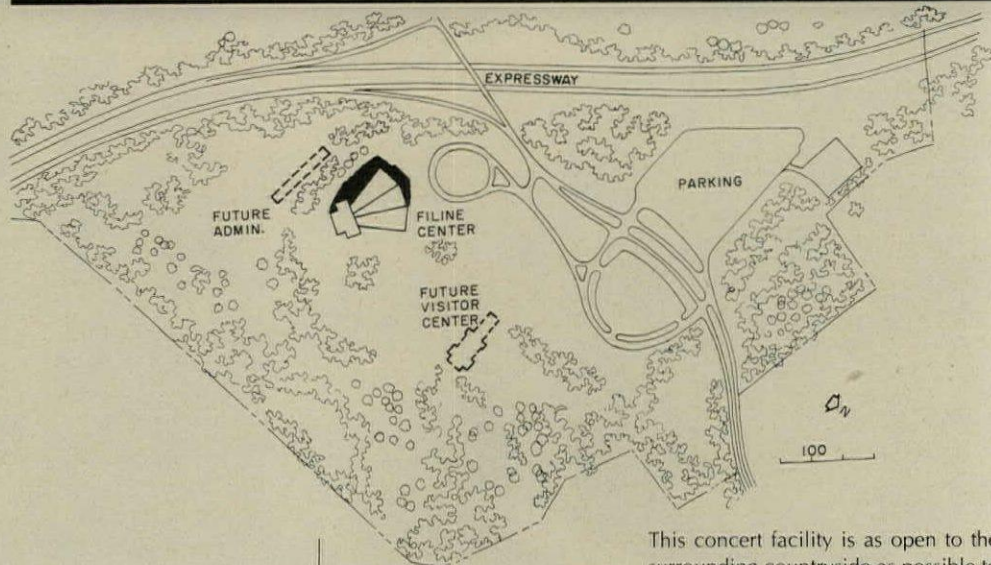 EXPRESSWAY
PARKING
FUTURE
ADMIN.
FILINE
CENTER
FUTURE
VISITOR
CENTER
N
100
This concert facility is as open to the